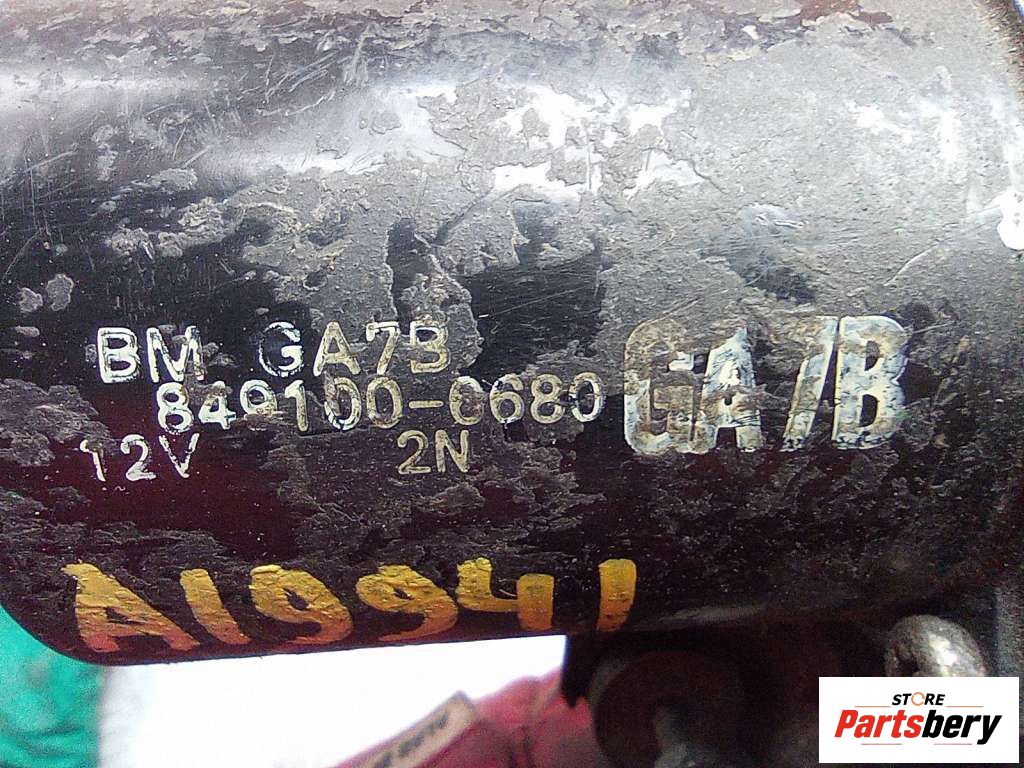 BM GA7B
849100-0680
GA7B
12V 2N
A19941
STORE
Partsbery